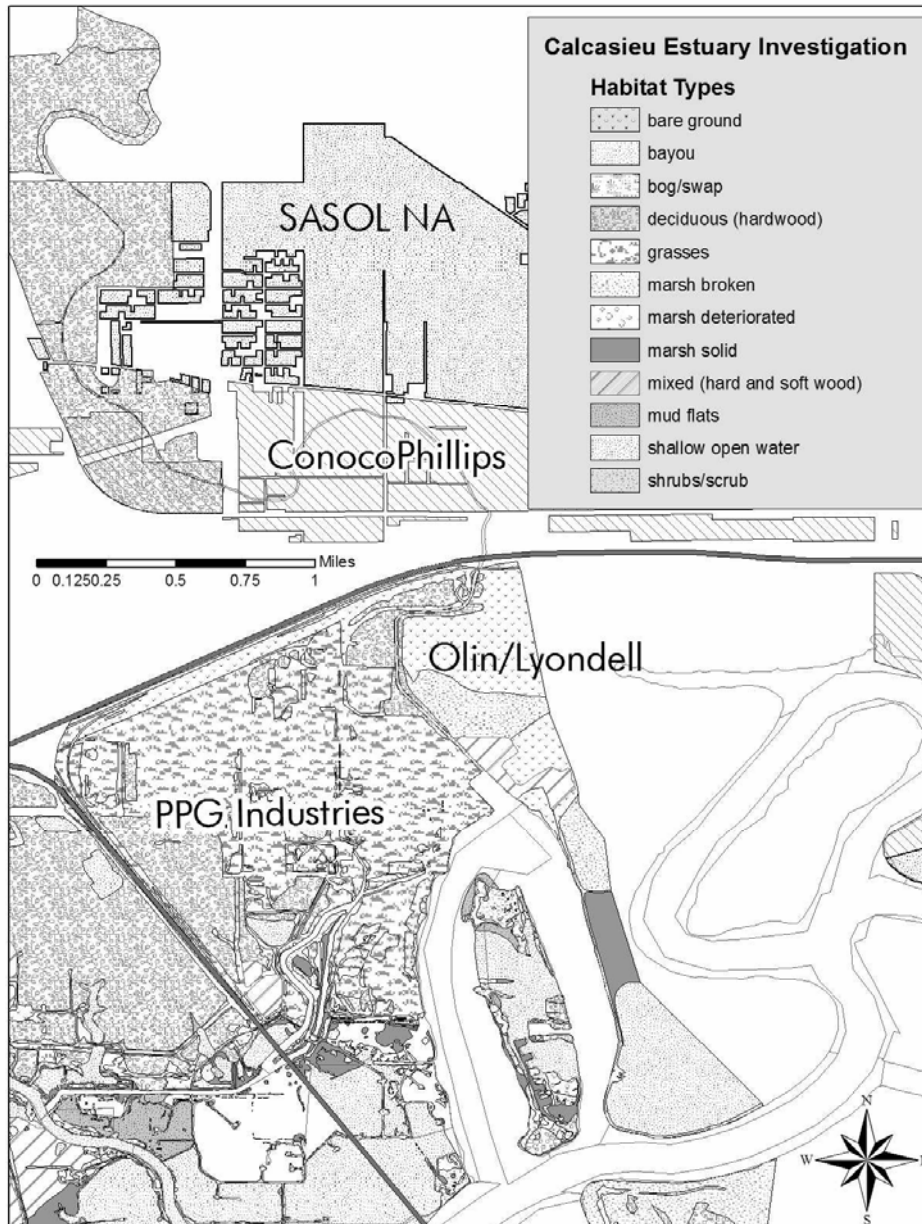 Calcasieu Estuary Investigation
Habitat Types
bare ground
bayou
bog/swap
deciduous (hardwood)
grasses
marsh broken
marsh deteriorated
marsh solid
mixed (hard and soft wood)
mud flats
shallow open water
shrubs/scrub
SASOL NA
ConocoPhillips
Miles
0 0.1250.25 0.5 0.75 1
Olin/Lyondell
PPG Industries
N
W E
S